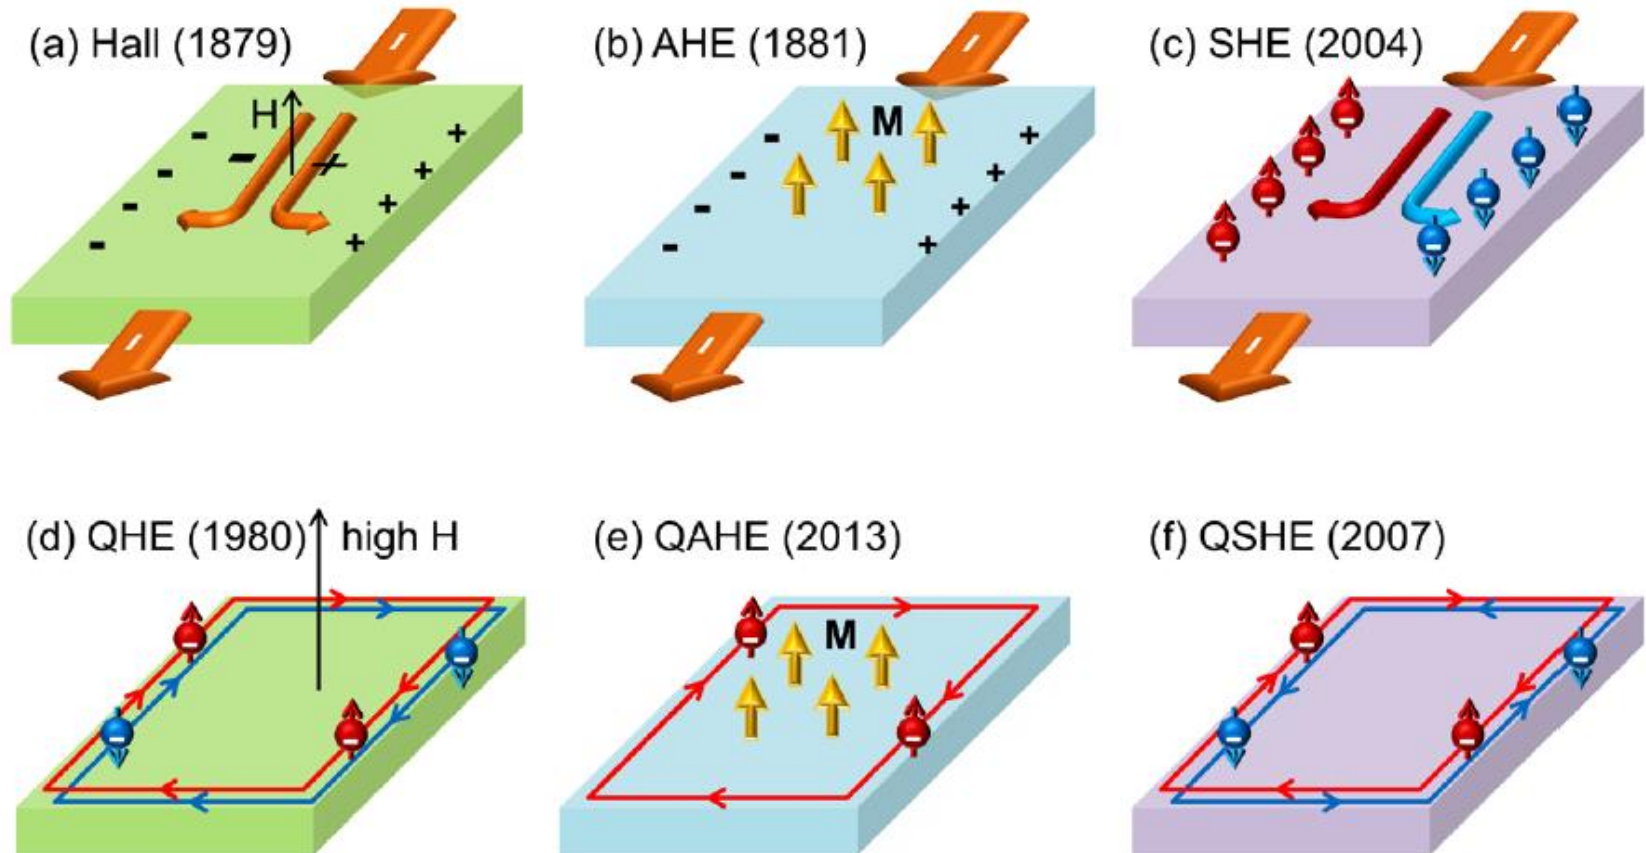 (a) Hall (1879)
H
- - - - - +
+ + + +
(b) AHE (1881)
M
- - - -
+ + + +
(c) SHE (2004)
(d) QHE (1980)
high H
(e) QAHE (2013)
M
(f) QSHE (2007)